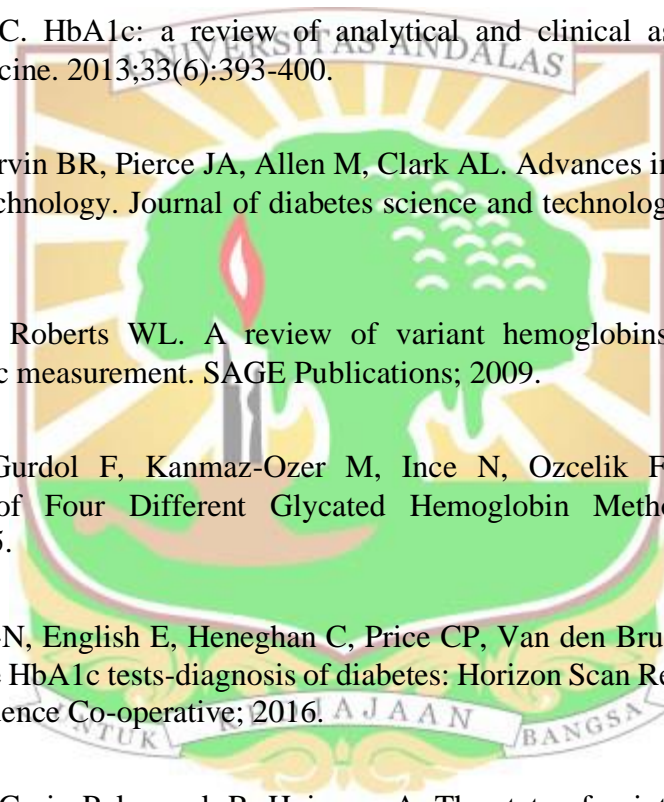 C. HbA1c: a review of analytical and clinical as
UNIVERSITAS ANDALAS
cine. 2013;33(6):393-400.
rvin BR, Pierce JA, Allen M, Clark AL. Advances in
chnology. Journal of diabetes science and technolog
Roberts WL. A review of variant hemoglobins
c measurement. SAGE Publications; 2009.
Gurdol F, Kanmaz-Ozer M, Ince N, Ozcelik F
of Four Different Glycated Hemoglobin Metho
5.
N, English E, Heneghan C, Price CP, Van den Bru
e HbA1c tests-diagnosis of diabetes: Horizon Scan Re
dence Co-operative; 2016.
UNTUK K AJAAN BANGSA